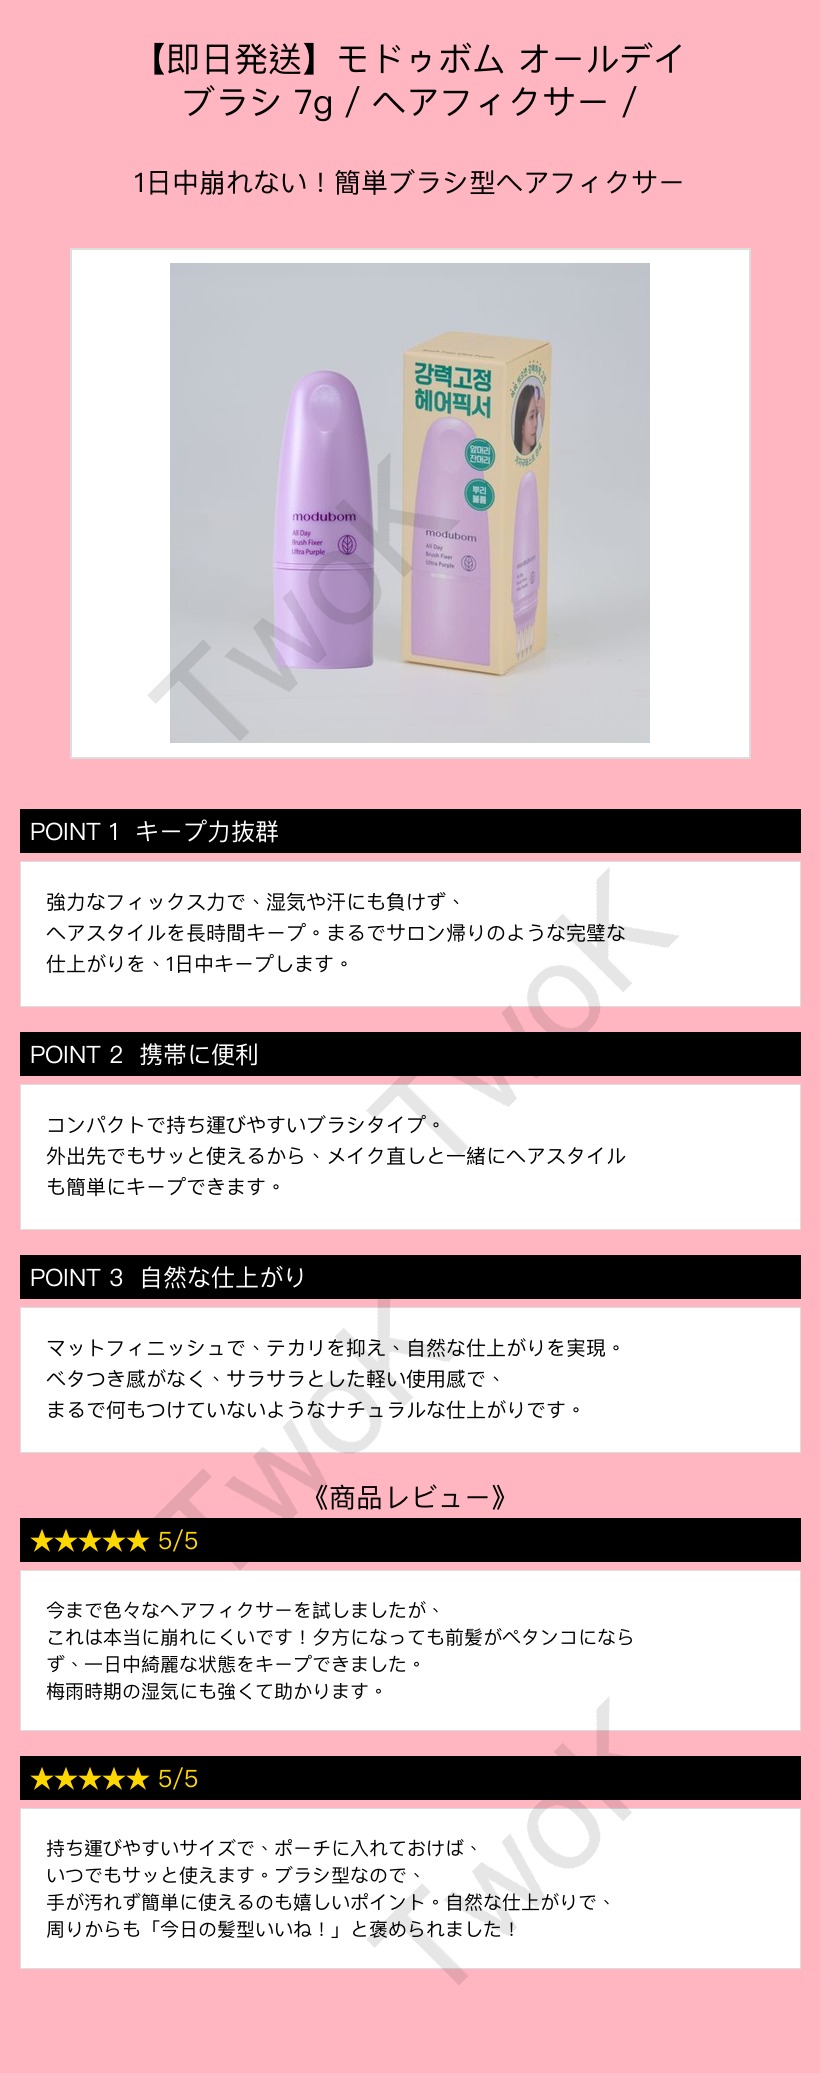 【即日発送】モドゥボム オールデイ
ブラシ 7g / ヘアフィクサー /
1日中崩れない！簡単ブラシ型ヘアフィクサー
modubom
All Day
Brush Fixer
Ultra Purple
강력고정
헤어픽서
앞머리
잔머리
뿌리
볼륨
modubom
All Day
Brush Fixer
Ultra Purple
TwoK
POINT 1 キープ力抜群
強力なフィックス力で、湿気や汗にも負けず、
ヘアスタイルを長時間キープ。まるでサロン帰りのような完璧な
仕上がりを、1日中キープします。
TwoK
POINT 2 携帯に便利
コンパクトで持ち運びやすいブラシタイプ。
外出先でもサッと使えるから、メイク直しと一緒にヘアスタイル
も簡単にキープできます。
POINT 3 自然な仕上がり
マットフィニッシュで、テカリを抑え、自然な仕上がりを実現。
ベタつき感がなく、サラサラとした軽い使用感で、
まるで何もつけていないようなナチュラルな仕上がりです。
TwoK
《商品レビュー》
★★★★★ 5/5
今まで色々なヘアフィクサーを試しましたが、
これは本当に崩れにくいです！夕方になっても前髪がペタンコになら
ず、一日中綺麗な状態をキープできました。
梅雨時期の湿気にも強くて助かります。
★★★★★ 5/5
持ち運びやすいサイズで、ポーチに入れておけば、
いつでもサッと使えます。ブラシ型なので、
手が汚れず簡単に使えるのも嬉しいポイント。自然な仕上がりで、
周りからも「今日の髪型いいね！」と褒められました！
TwoK